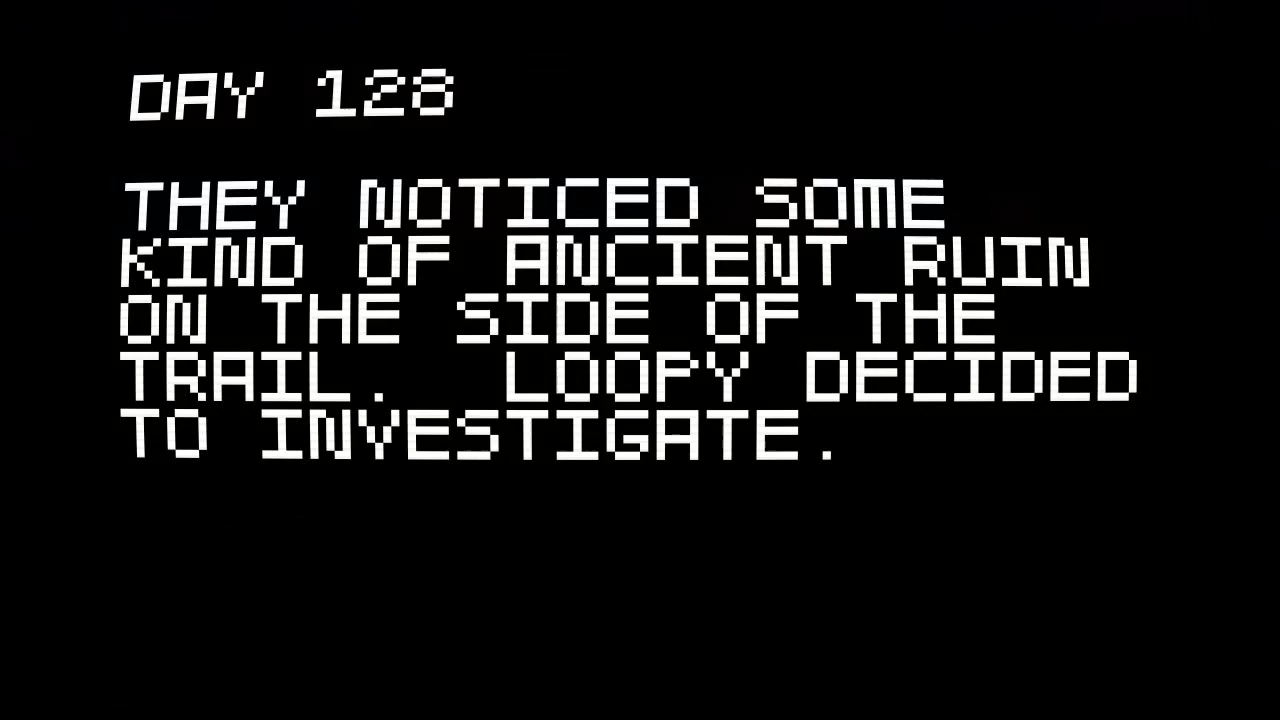 DAY 128
THEY NOTICED SOME
KIND OF ANCIENT RUIN
ON THE SIDE OF THE
TRAIL.  LOOPY DECIDED
TO INVESTIGATE.